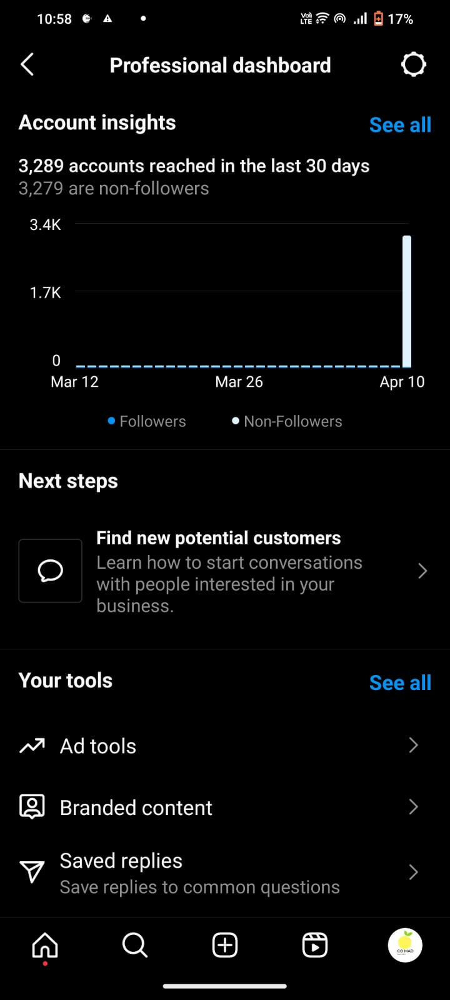 10:58
Vo)) LTE 17%
Professional dashboard
Account insights
See all
3,289 accounts reached in the last 30 days
3,279 are non-followers
3.4K
1.7K
0
Mar 12 Mar 26 Apr 10
Followers Non-Followers
Next steps
Find new potential customers
Learn how to start conversations
with people interested in your
business.
Your tools
See all
Ad tools
Branded content
Saved replies
Save replies to common questions
GO MAD